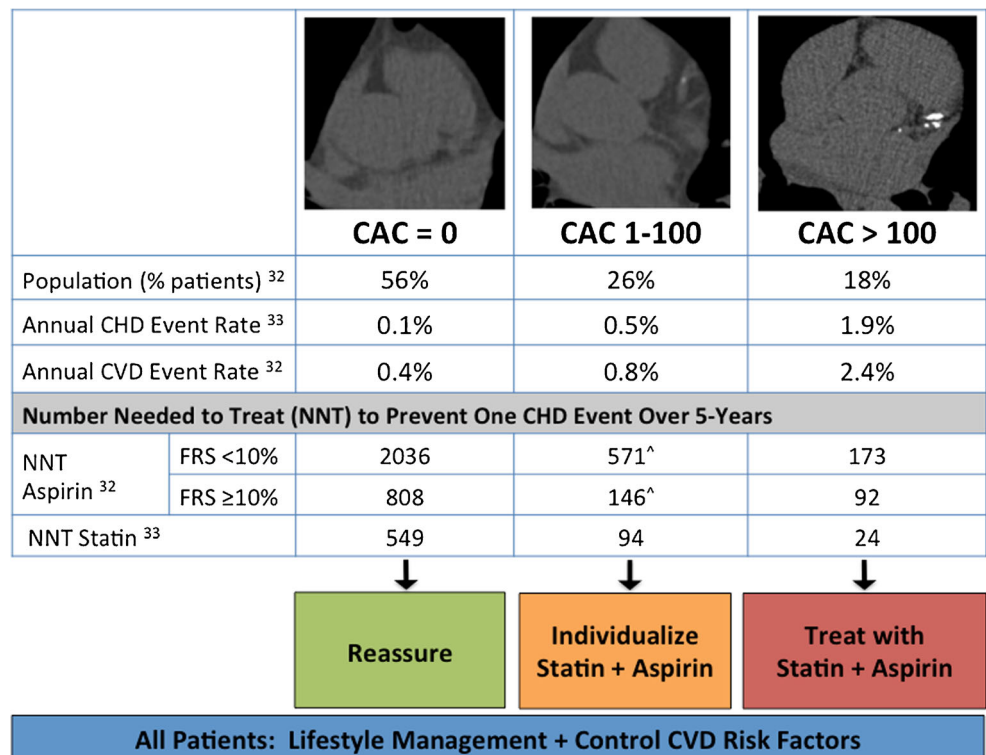 CAC = 0 CAC 1-100 CAC > 100
Population (% patients) 32 56% 26% 18%
Annual CHD Event Rate 33 0.1% 0.5% 1.9%
Annual CVD Event Rate 32 0.4% 0.8% 2.4%
Number Needed to Treat (NNT) to Prevent One CHD Event Over 5-Years
NNT
Aspirin 32
FRS <10% 2036 571^ 173
FRS ≥10% 808 146^ 92
NNT Statin 33 549 94 24
Reassure
Individualize
Statin + Aspirin
Treat with
Statin + Aspirin
All Patients: Lifestyle Management + Control CVD Risk Factors